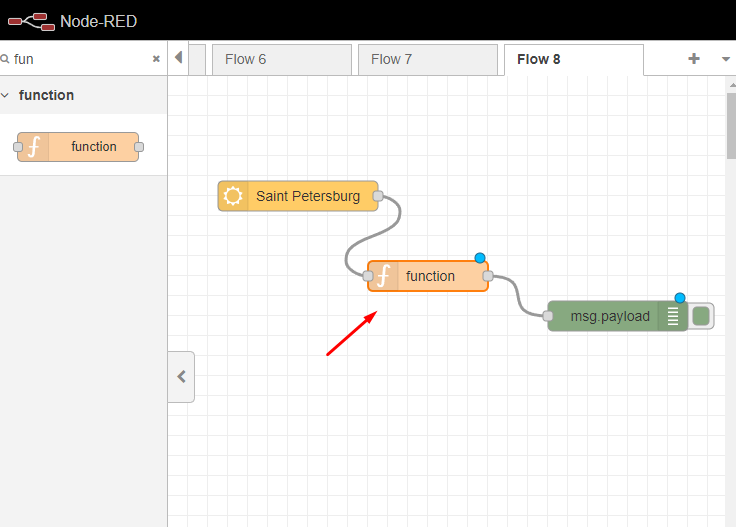 Node-RED
fun
Flow 6
Flow 7
Flow 8
function
function
Saint Petersburg
function
msg.payload